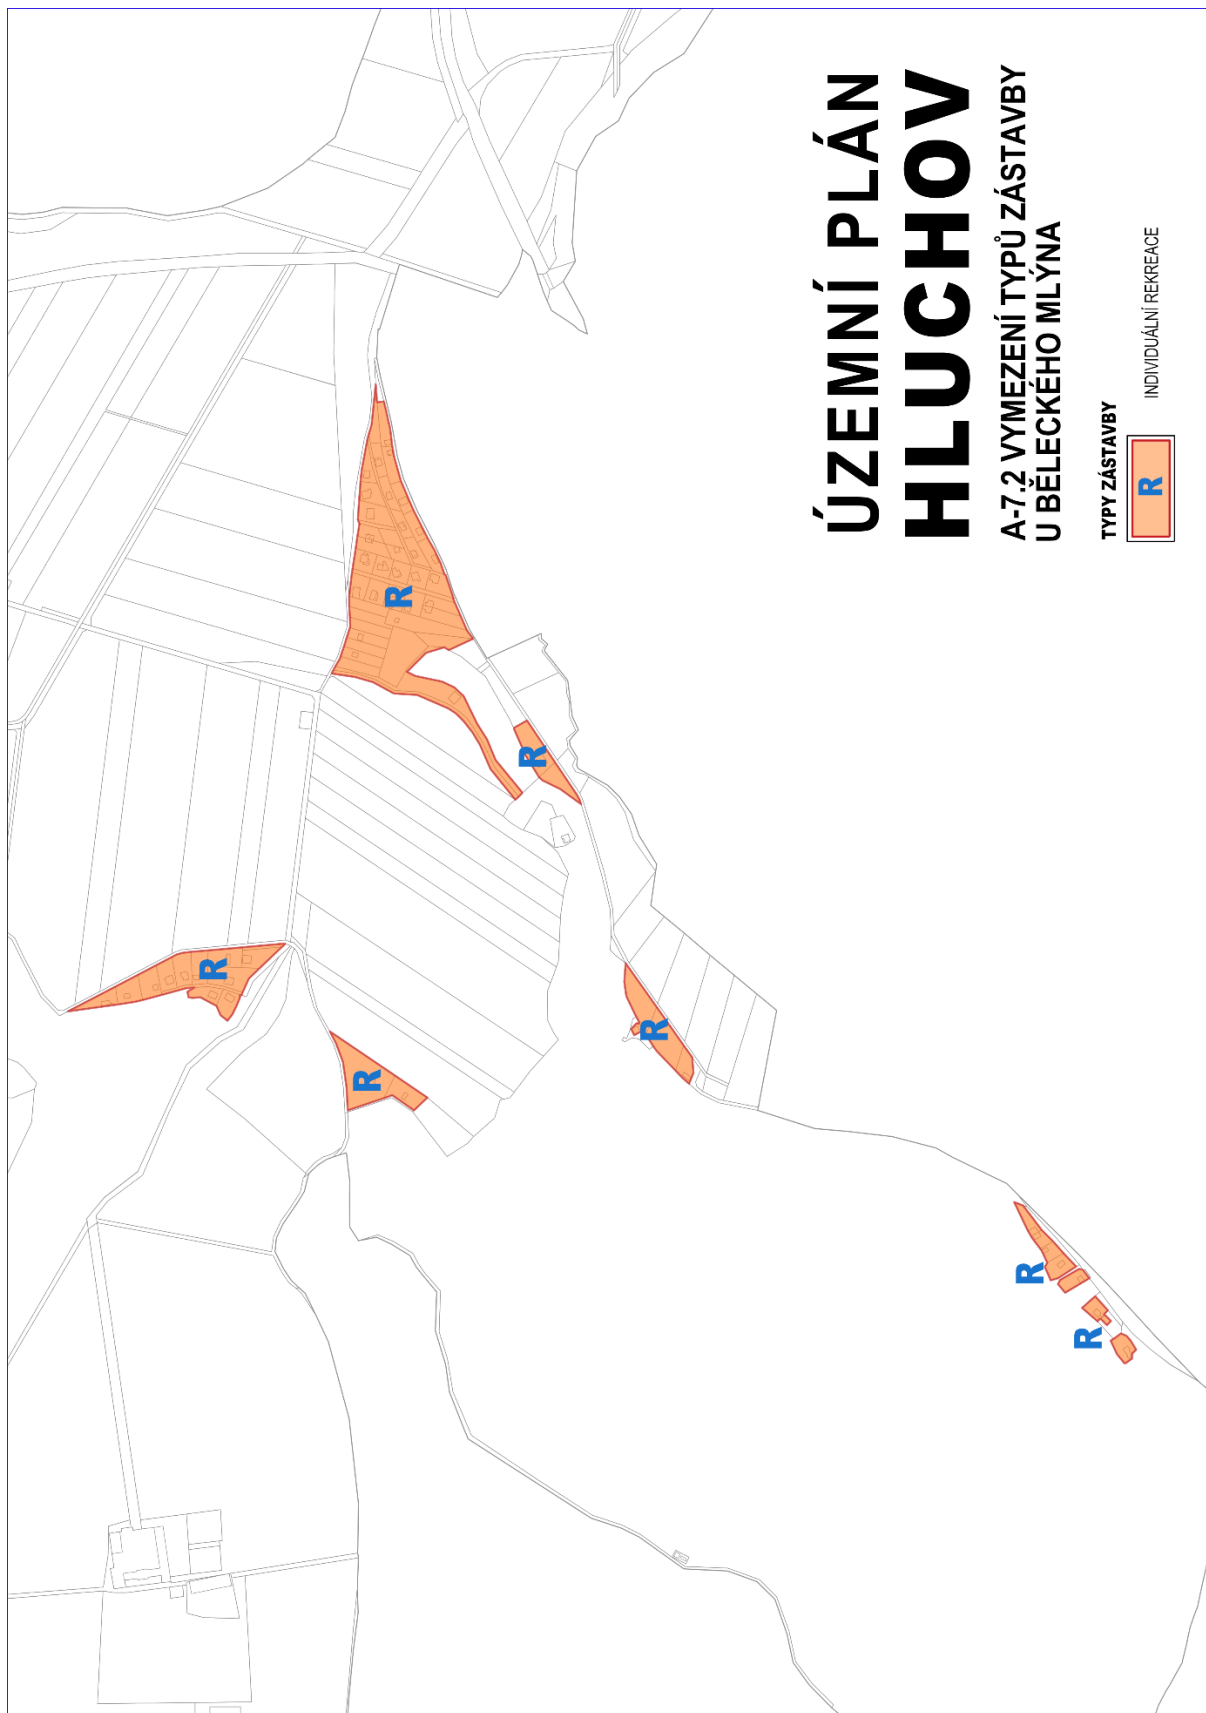 ÚZEMNÍ PLÁN
HLUCHOV
A-7.2 VYMEZENÍ TYPŮ ZÁSTAVBY
U BĚLECKÉHO MLÝNA
TYPY ZÁSTAVBY
R
INDIVIDUÁLNÍ REKREACE
R
R
R
R
R
R
R